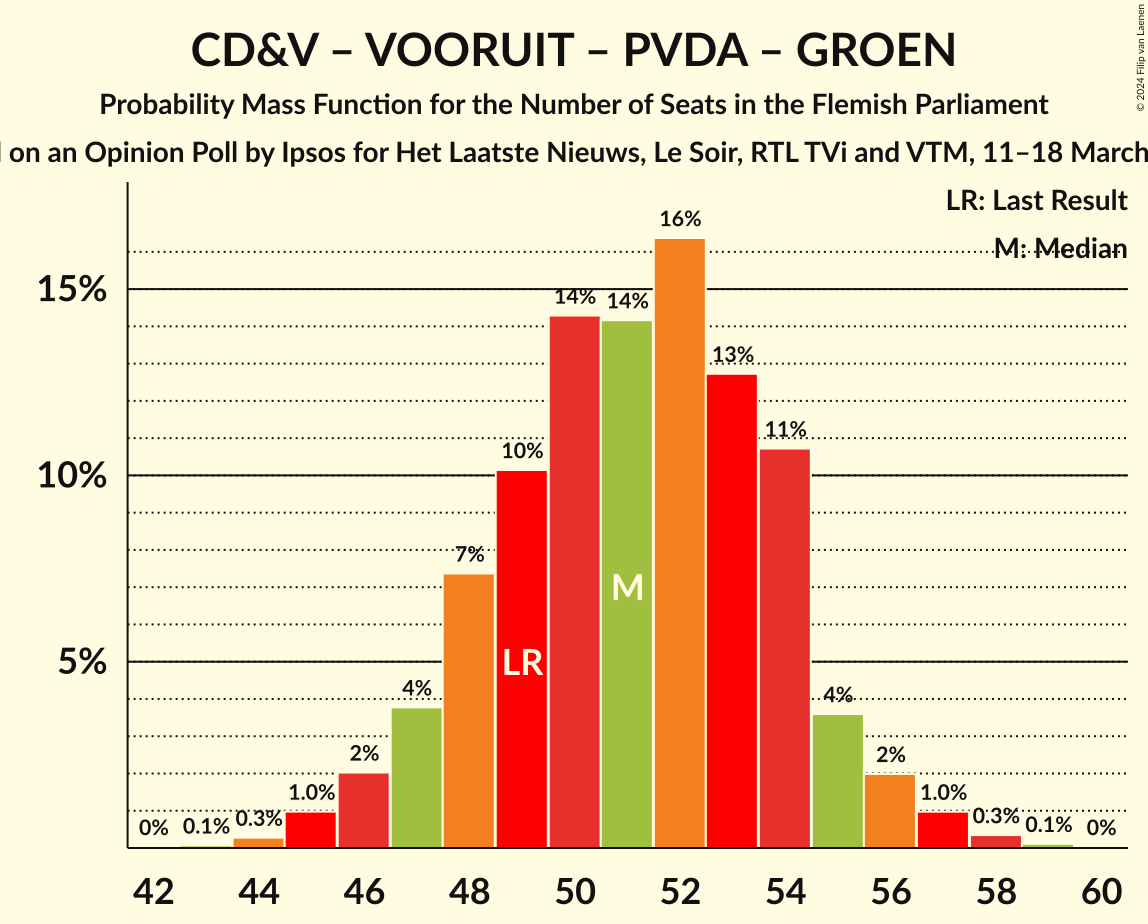 CD&V – VOORUIT – PVDA – GROEN
Probability Mass Function for the Number of Seats in the Flemish Parliament
on an Opinion Poll by Ipsos for Het Laatste Nieuws, Le Soir, RTL TVi and VTM, 11–18 March
© 2024 Filip van Laenen
LR: Last Result
M: Median
15%
10%
5%
0%
0.1%
0.3%
1.0%
2%
4%
7%
10%
14%
14%
16%
13%
11%
4%
2%
1.0%
0.3%
0.1%
0%
LR
M
42 44 46 48 50 52 54 56 58 60